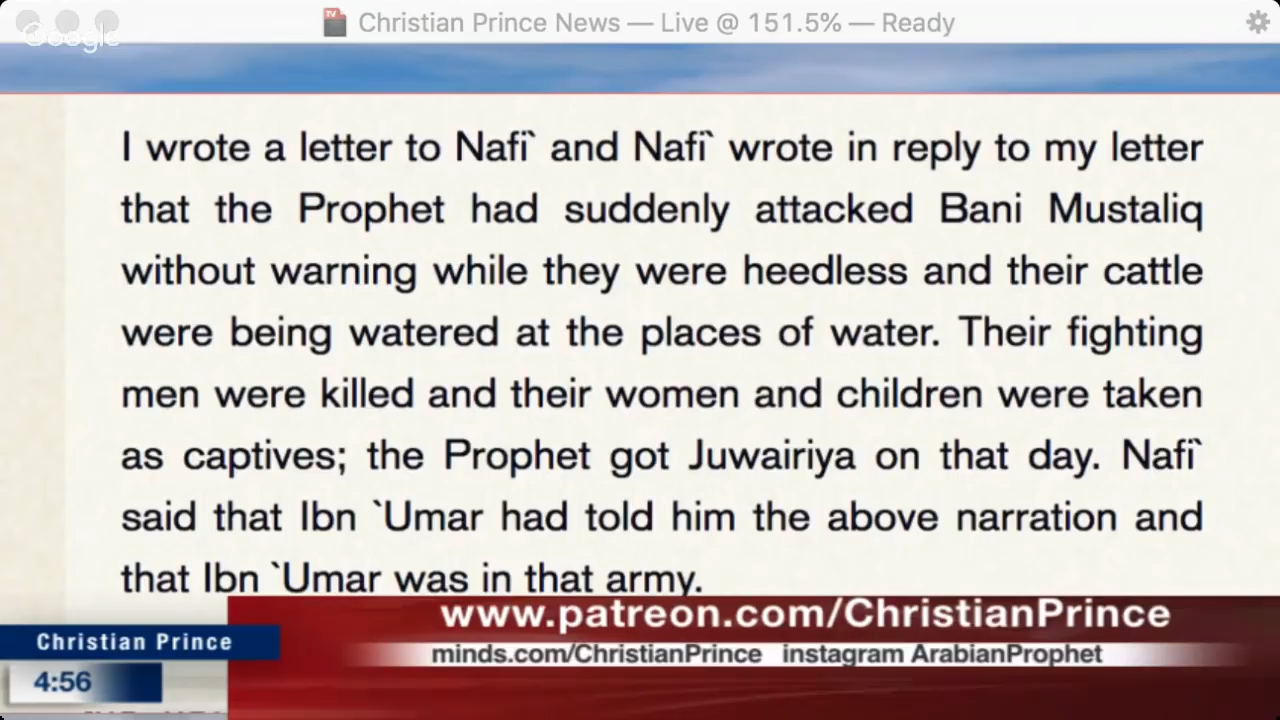 Christian Prince News — Live @ 151.5% — Ready
Google
I wrote a letter to Nafi` and Nafi` wrote in reply to my letter
that the Prophet had suddenly attacked Bani Mustaliq
without warning while they were heedless and their cattle
were being watered at the places of water. Their fighting
men were killed and their women and children were taken
as captives; the Prophet got Juwairiya on that day. Nafi`
said that Ibn `Umar had told him the above narration and
that Ibn `Umar was in that army.
www.patreon.com/ChristianPrince
Christian Prince
minds.com/ChristianPrince instagram ArabianProphet
4:56